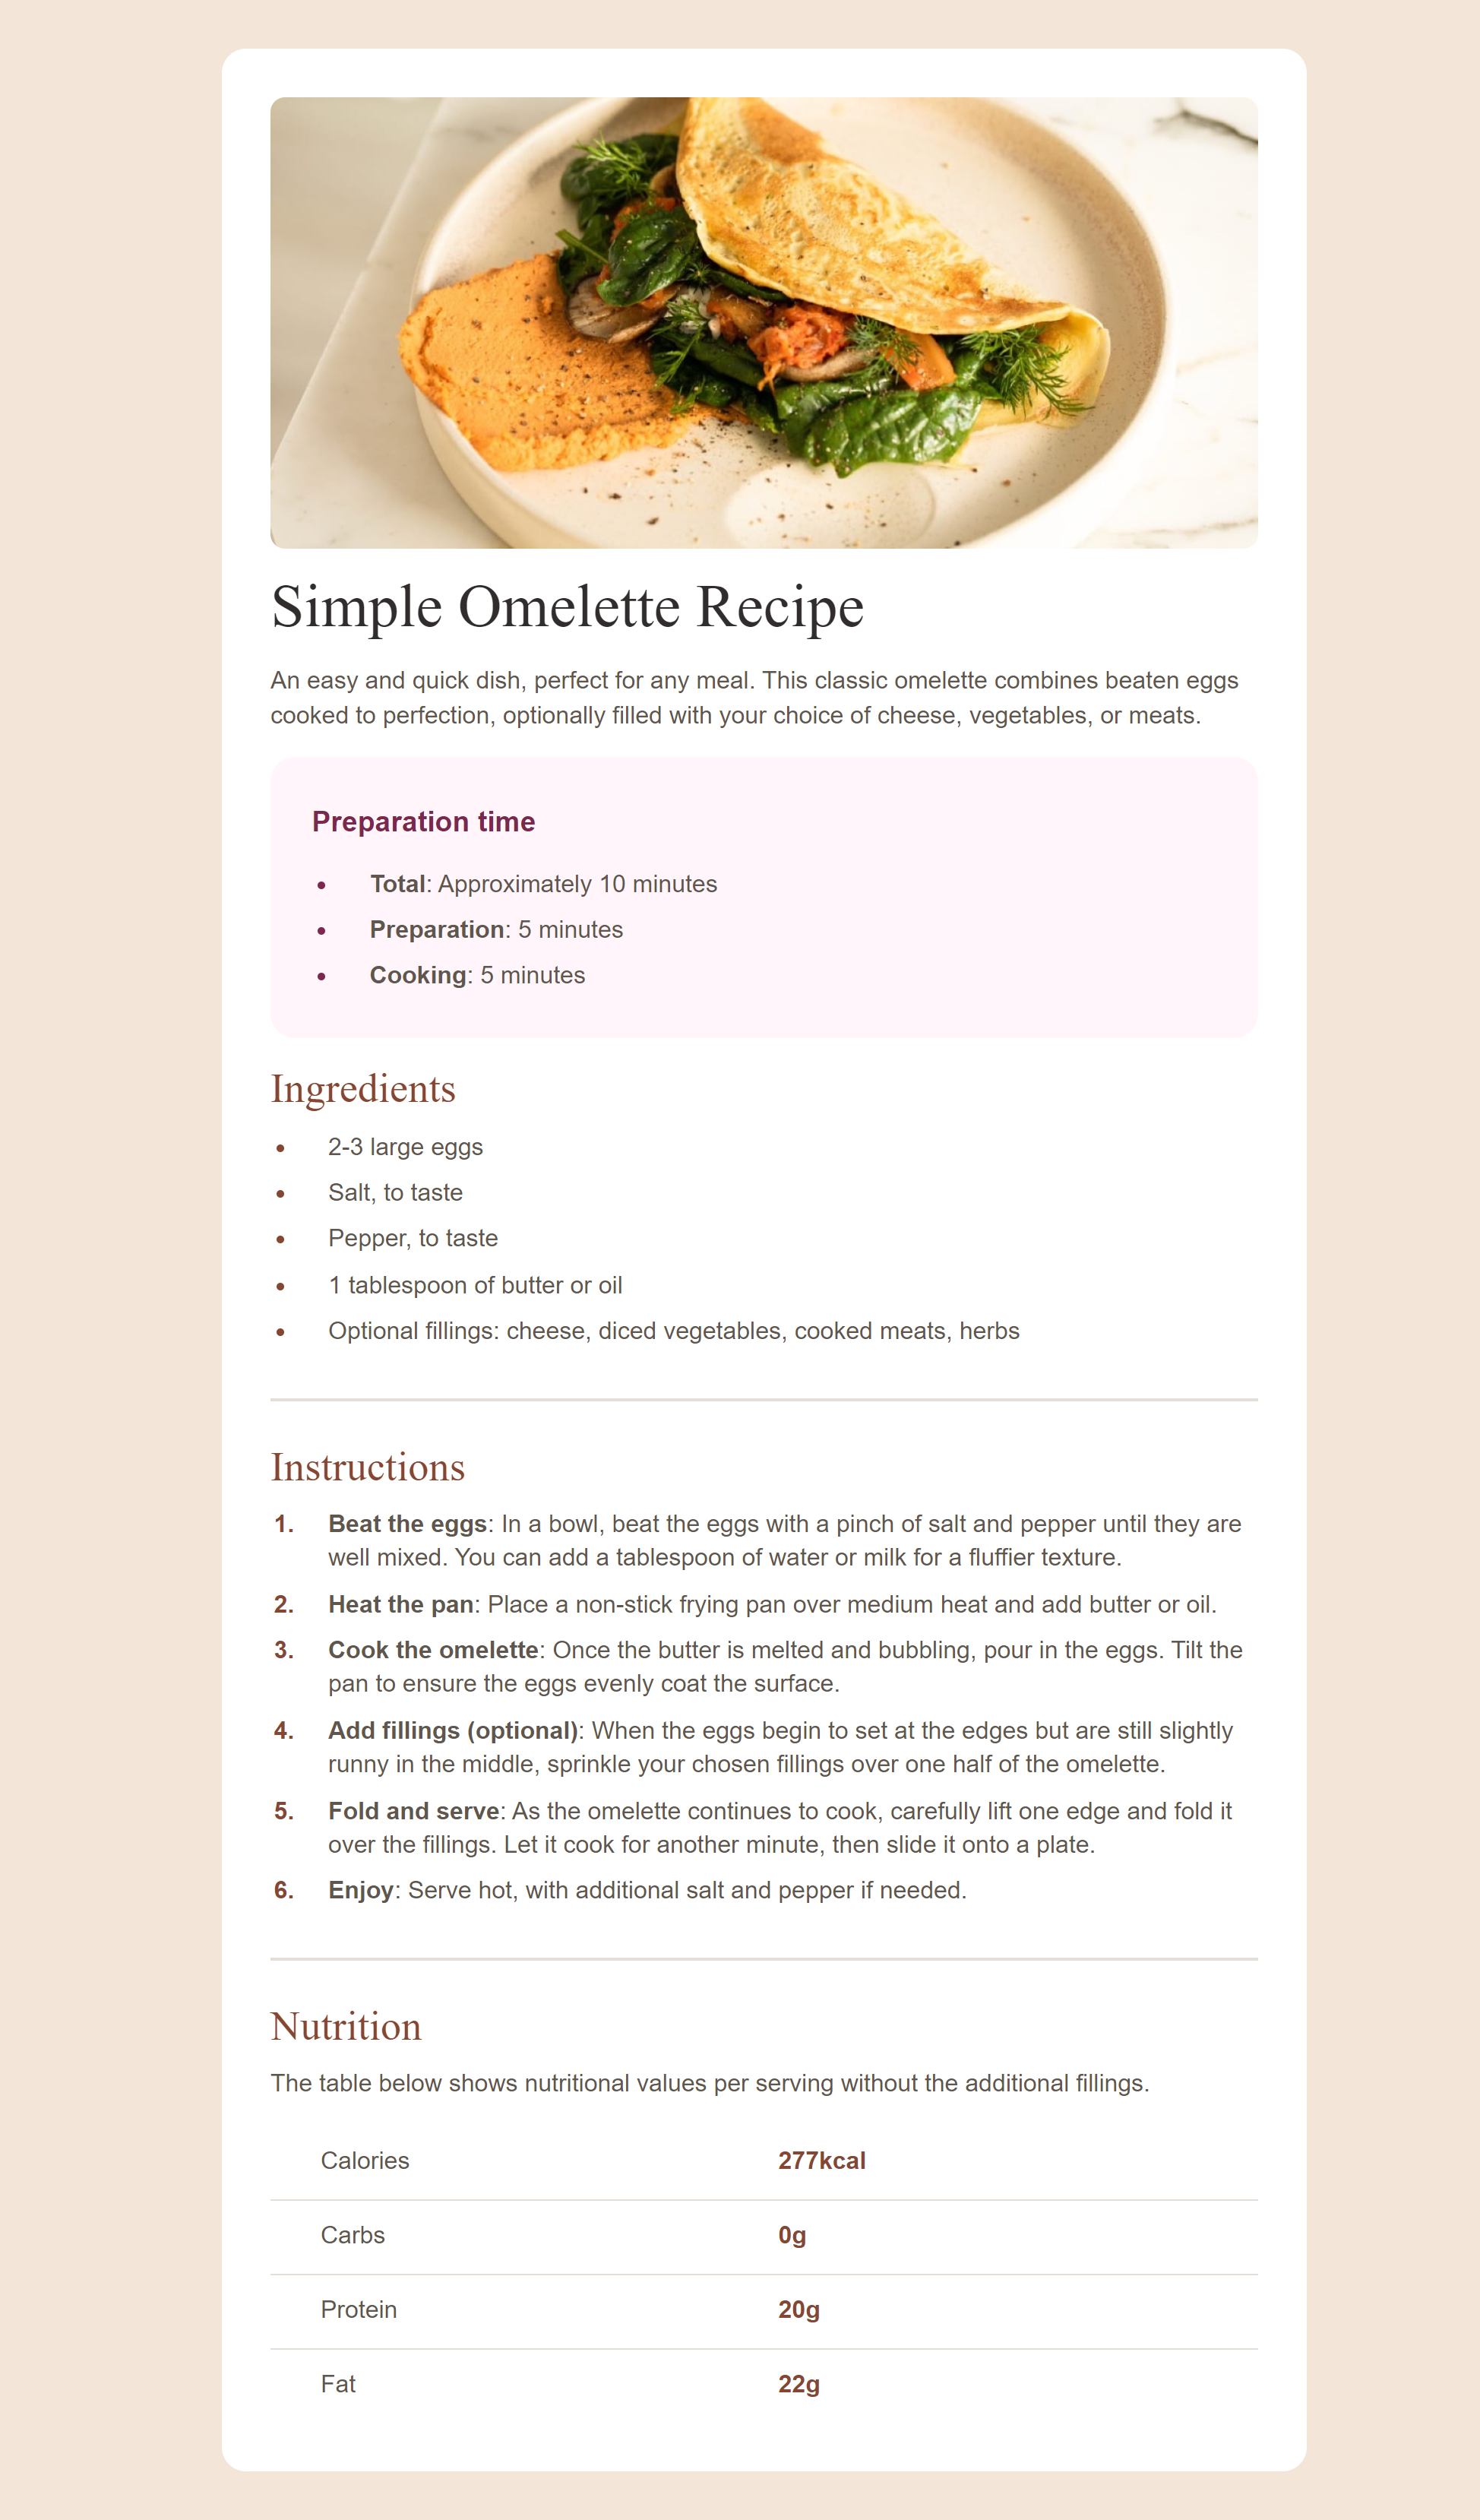 Simple Omelette Recipe
An easy and quick dish, perfect for any meal. This classic omelette combines beaten eggs
cooked to perfection, optionally filled with your choice of cheese, vegetables, or meats.
Preparation time
• Total: Approximately 10 minutes
• Preparation: 5 minutes
• Cooking: 5 minutes
Ingredients
• 2-3 large eggs
• Salt, to taste
• Pepper, to taste
• 1 tablespoon of butter or oil
• Optional fillings: cheese, diced vegetables, cooked meats, herbs
Instructions
1. Beat the eggs: In a bowl, beat the eggs with a pinch of salt and pepper until they are
well mixed. You can add a tablespoon of water or milk for a fluffier texture.
2. Heat the pan: Place a non-stick frying pan over medium heat and add butter or oil.
3. Cook the omelette: Once the butter is melted and bubbling, pour in the eggs. Tilt the
pan to ensure the eggs evenly coat the surface.
4. Add fillings (optional): When the eggs begin to set at the edges but are still slightly
runny in the middle, sprinkle your chosen fillings over one half of the omelette.
5. Fold and serve: As the omelette continues to cook, carefully lift one edge and fold it
over the fillings. Let it cook for another minute, then slide it onto a plate.
6. Enjoy: Serve hot, with additional salt and pepper if needed.
Nutrition
The table below shows nutritional values per serving without the additional fillings.
Calories 277kcal
Carbs 0g
Protein 20g
Fat 22g